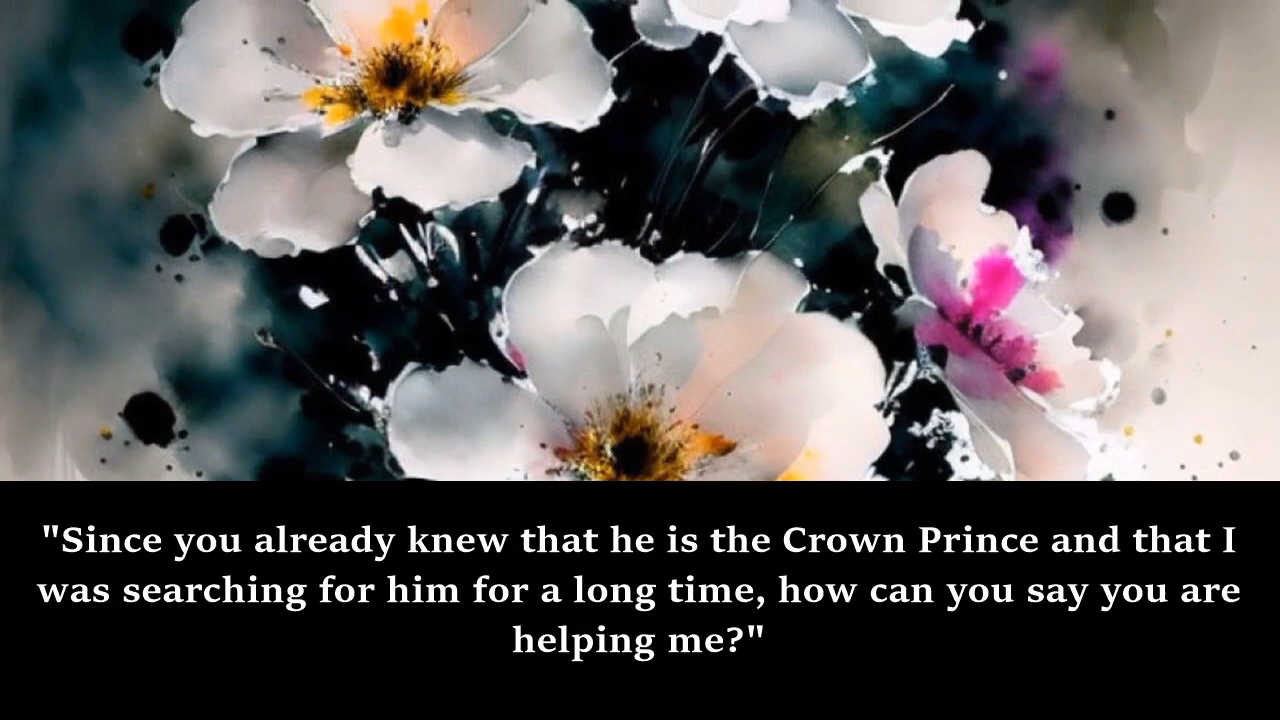 "Since you already knew that he is the Crown Prince and that I
was searching for him for a long time, how can you say you are
helping me?"